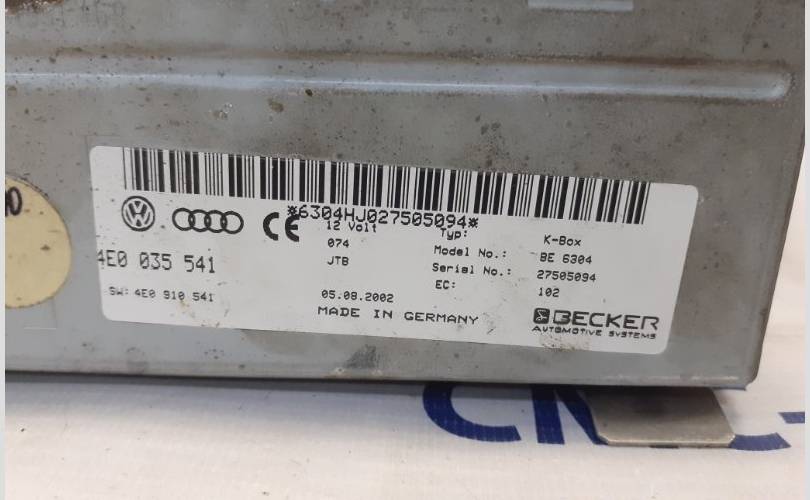 *6304HJ027505094*
CE
12 Volt
Typ: K-Box
074
Model No.: BE 6304
4E0 035 541
JTB
Serial No.: 27505094
EC: 102
SW: 4E0 910 541
05.08.2002
MADE IN GERMANY
BECKER
AUTOMOTIVE SYSTEMS